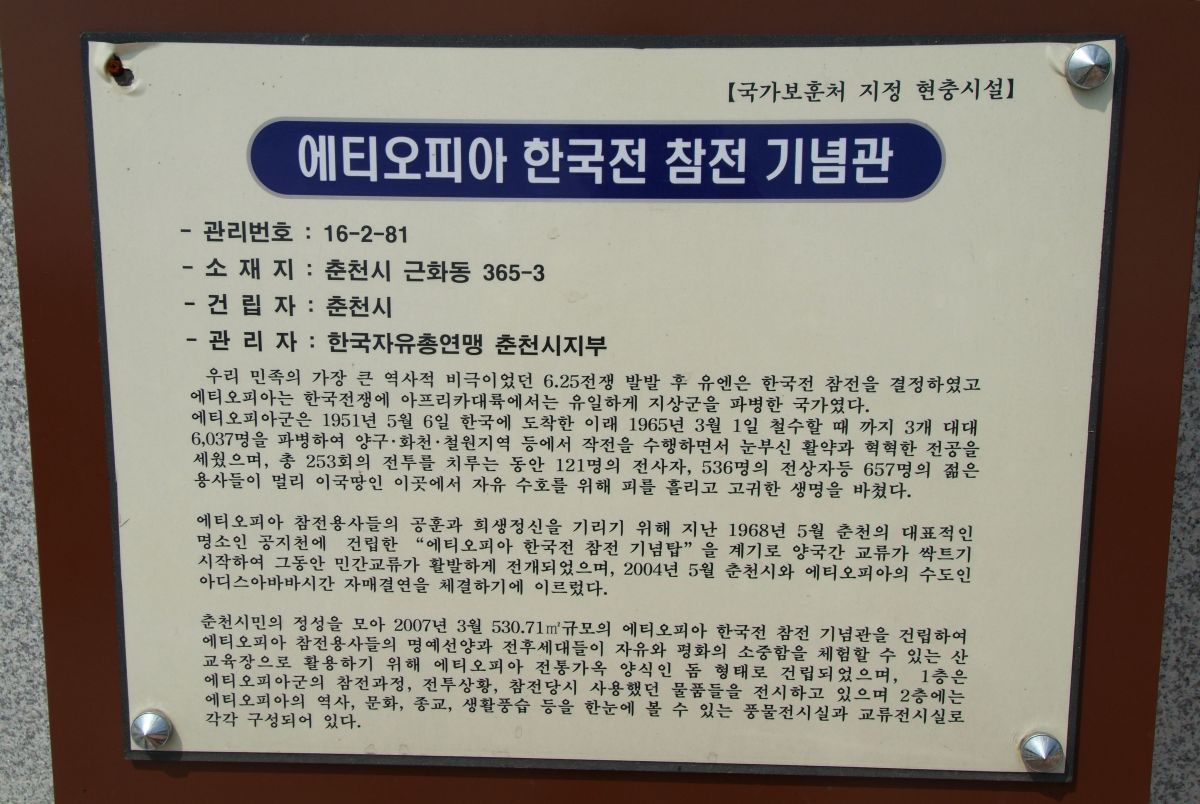 【국가보훈처 지정 현충시설】
에티오피아 한국전 참전 기념관
- 관리번호 : 16-2-81
- 소 재 지 : 춘천시 근화동 365-3
- 건 립 자 : 춘천시
- 관 리 자 : 한국자유총연맹 춘천시지부
우리 민족의 가장 큰 역사적 비극이었던 6.25전쟁 발발 후 유엔은 한국전 참전을 결정하였고
에티오피아는 한국전쟁에 아프리카대륙에서는 유일하게 지상군을 파병한 국가였다.
에티오피아군은 1951년 5월 6일 한국에 도착한 이래 1965년 3월 1일 철수할 때 까지 3개 대대
6,037명을 파병하여 양구·화천·철원지역 등에서 작전을 수행하면서 눈부신 활약과 혁혁한 전공을
세웠으며, 총 253회의 전투를 치루는 동안 121명의 전사자, 536명의 전상자등 657명의 젊은
용사들이 멀리 이국땅인 이곳에서 자유 수호를 위해 피를 흘리고 고귀한 생명을 바쳤다.
에티오피아 참전용사들의 공훈과 희생정신을 기리기 위해 지난 1968년 5월 춘천의 대표적인
명소인 공지천에 건립한 “에티오피아 한국전 참전 기념탑” 을 계기로 양국간 교류가 싹트기
시작하여 그동안 민간교류가 활발하게 전개되었으며, 2004년 5월 춘천시와 에티오피아의 수도인
아디스아바바시간 자매결연을 체결하기에 이르렀다.
춘천시민의 정성을 모아 2007년 3월 530.71㎡규모의 에티오피아 한국전 참전 기념관을 건립하여
에티오피아 참전용사들의 명예선양과 전후세대들이 자유와 평화의 소중함을 체험할 수 있는 산
교육장으로 활용하기 위해 에티오피아 전통가옥 양식인 돔 형태로 건립되었으며, 1층은
에티오피아군의 참전과정, 전투상황, 참전당시 사용했던 물품들을 전시하고 있으며 2층에는
에티오피아의 역사, 문화, 종교, 생활풍습 등을 한눈에 볼 수 있는 풍물전시실과 교류전시실로
각각 구성되어 있다.